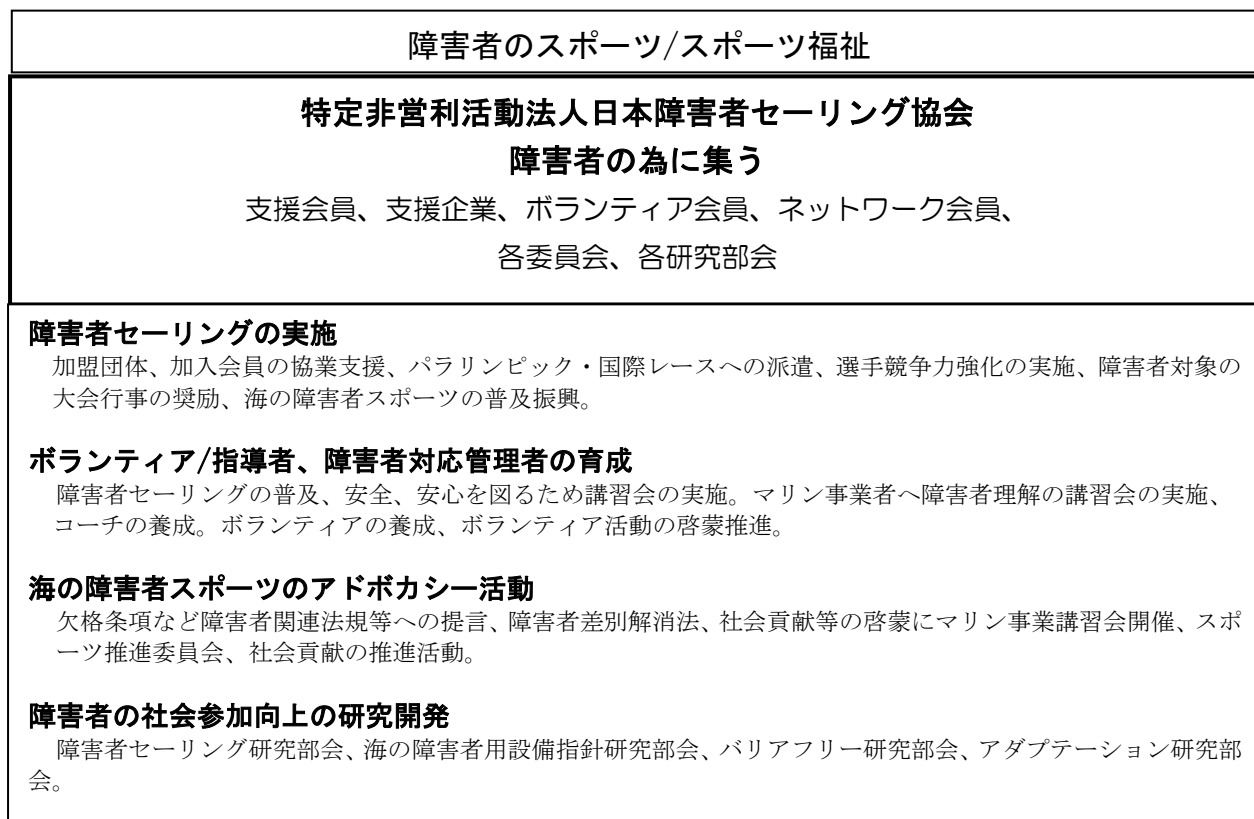 障害者のスポーツ/スポーツ福祉
特定非営利活動法人日本障害者セーリング協会
障害者の為に集う
支援会員、支援企業、ボランティア会員、ネットワーク会員、
各委員会、各研究部会
障害者セーリングの実施
加盟団体、加入会員の協業支援、パラリンピック・国際レースへの派遣、選手競争力強化の実施、障害者対象の
大会行事の奨励、海の障害者スポーツの普及振興。
ボランティア/指導者、障害者対応管理者の育成
障害者セーリングの普及、安全、安心を図るため講習会の実施。マリン事業者へ障害者理解の講習会の実施、
コーチの養成。ボランティアの養成、ボランティア活動の啓蒙推進。
海の障害者スポーツのアドボカシー活動
欠格条項など障害者関連法規等への提言、障害者差別解消法、社会貢献等の啓蒙にマリン事業講習会開催、スポ
ーツ推進委員会、社会貢献の推進活動。
障害者の社会参加向上の研究開発
障害者セーリング研究部会、海の障害者用設備指針研究部会、バリアフリー研究部会、アダプテーション研究部
会。